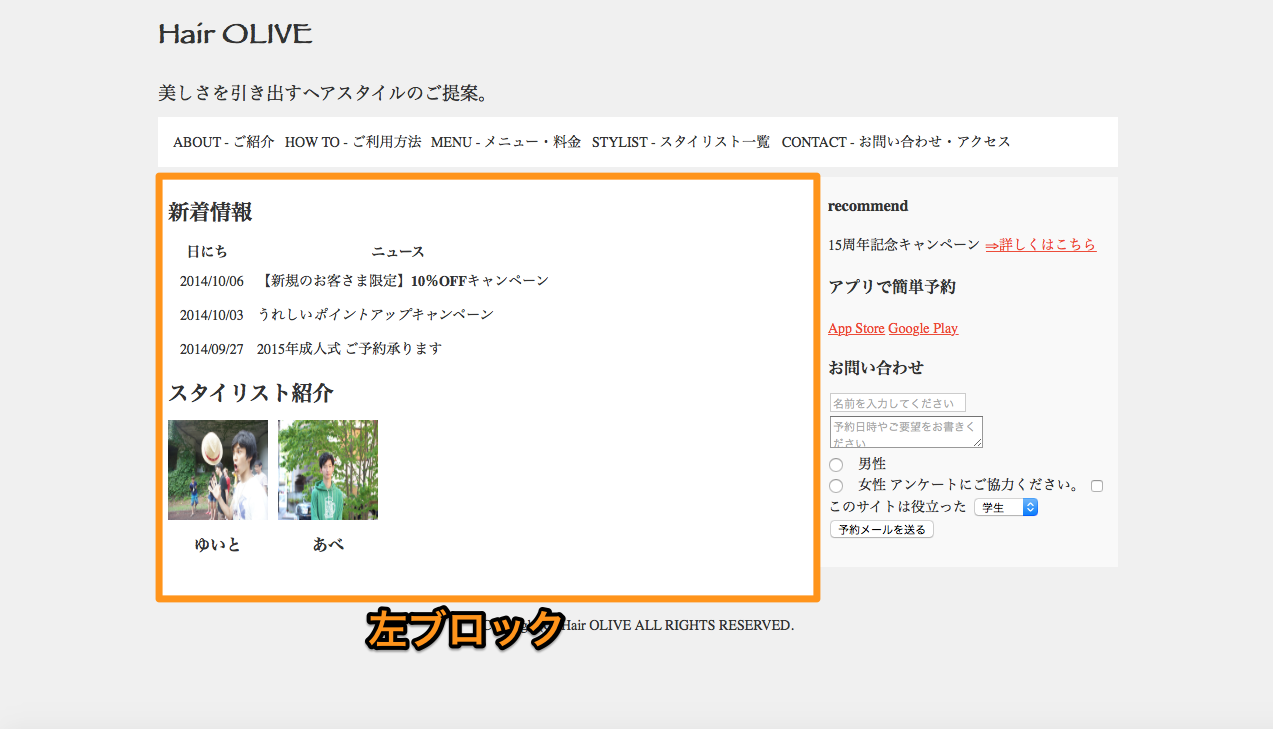 Hair OLIVE
美しさを引き出すヘアスタイルのご提案。
ABOUT - ご紹介 HOW TO - ご利用方法 MENU - メニュー・料金 STYLIST - スタイリスト一覧 CONTACT - お問い合わせ・アクセス
新着情報
日にち ニュース
2014/10/06 【新規のお客さま限定】10%OFFキャンペーン
2014/10/03 うれしいポイントアップキャンペーン
2014/09/27 2015年成人式 ご予約承ります
スタイリスト紹介
ゆいと あべ
recommend
15周年記念キャンペーン ⇒詳しくはこちら
アプリで簡単予約
App Store Google Play
お問い合わせ
名前を入力してください
予約日時やご要望をお書きく
ださい
男性
女性 アンケートにご協力ください。
このサイトは役立った 学生
予約メールを送る
左ブロック
Hair OLIVE ALL RIGHTS RESERVED.